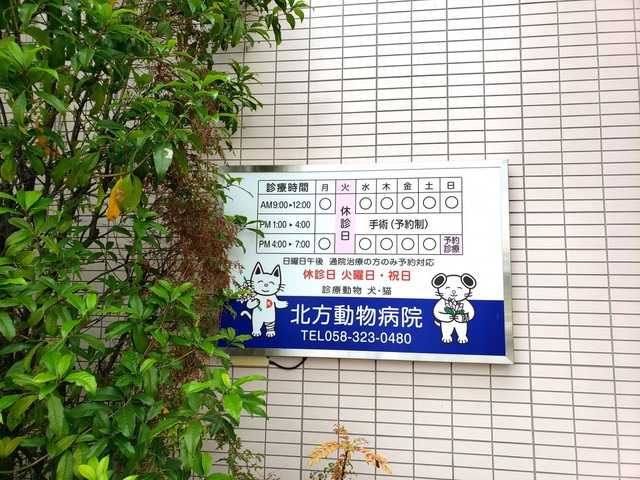 診療時間 月 火 水 木 金 土 日
AM9:00▶12:00 ○ 休診日 ○ ○ ○ ○ ○
PM 1:00 ▶ 4:00 手術(予約制)
PM 4:00 ▶ 7:00 ○ ○ ○ ○ ○ 予約診療
日曜日午後 通院治療の方のみ予約対応
休診日 火曜日・祝日
診療動物 犬・猫
北方動物病院
TEL058-323-0480